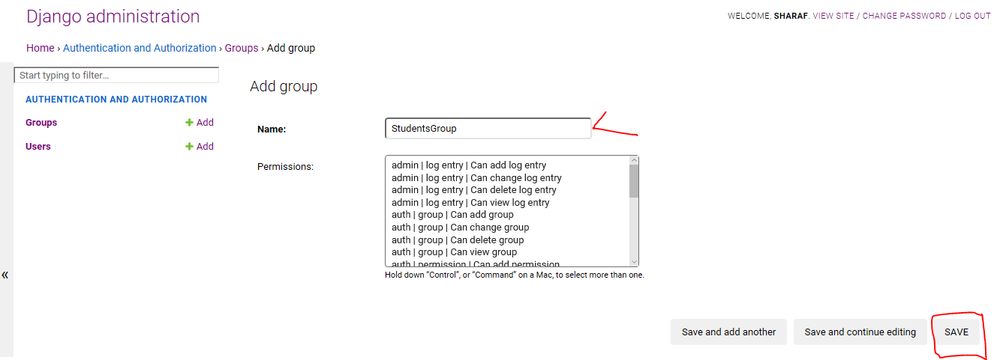 Django administration
WELCOME, SHARAF. VIEW SITE / CHANGE PASSWORD / LOG OUT
Home › Authentication and Authorization › Groups › Add group
Start typing to filter...
AUTHENTICATION AND AUTHORIZATION
Groups + Add
Users + Add
«
Add group
Name: StudentsGroup
Permissions:
admin | log entry | Can add log entry
admin | log entry | Can change log entry
admin | log entry | Can delete log entry
admin | log entry | Can view log entry
auth | group | Can add group
auth | group | Can change group
auth | group | Can delete group
auth | group | Can view group
auth | permission | Can add permission
Hold down “Control”, or “Command” on a Mac, to select more than one.
Save and add another Save and continue editing SAVE